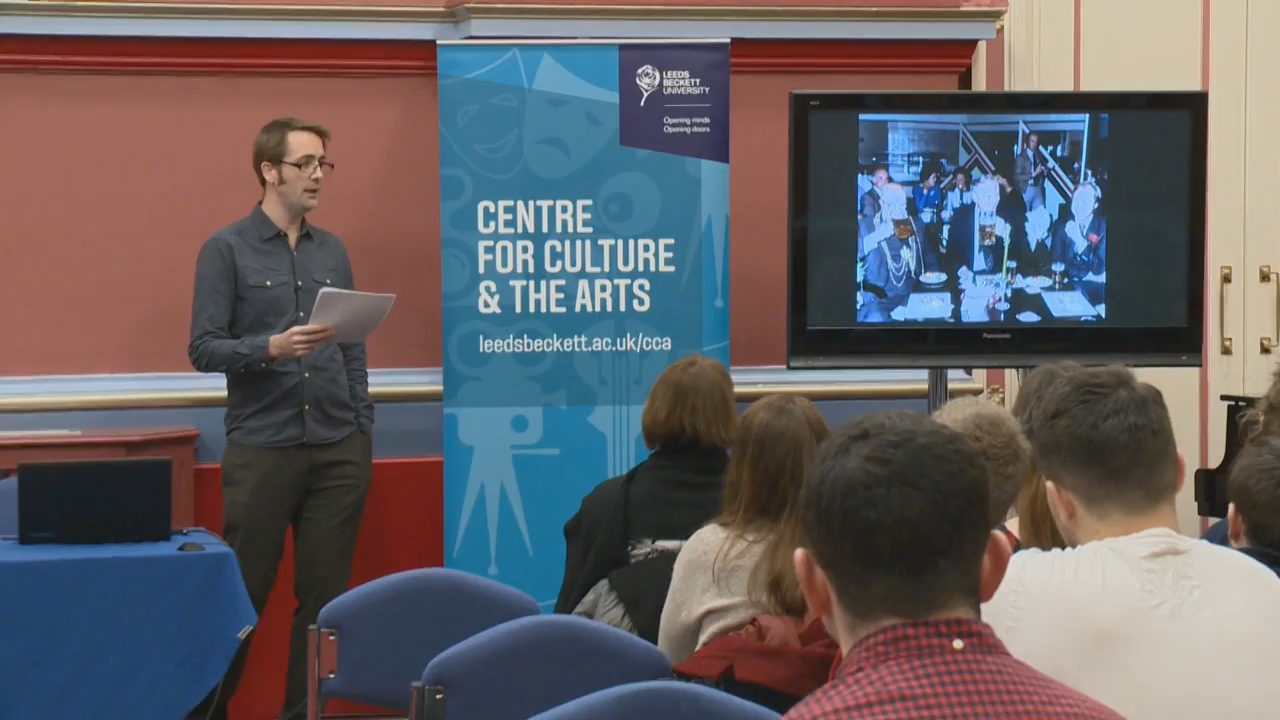 LEEDS
BECKETT
UNIVERSITY
Opening minds
Opening doors
CENTRE
FOR CULTURE
& THE ARTS
leedsbeckett.ac.uk/cca
Panasonic